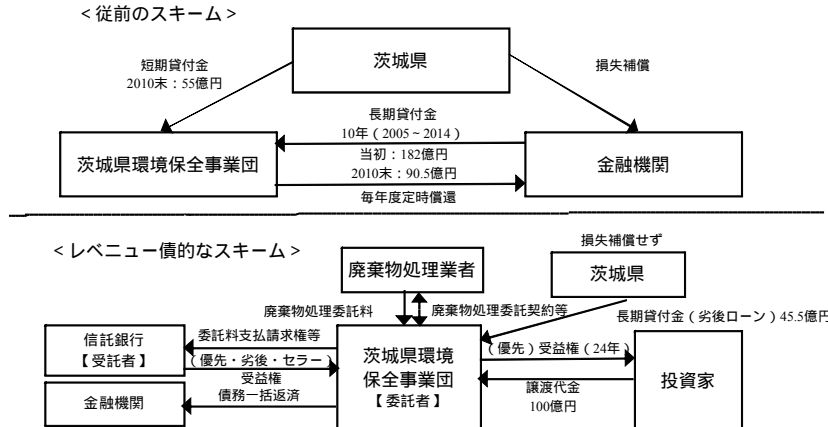 ＜従前のスキーム＞
茨城県
短期貸付金
2010末：55億円
損失補償
長期貸付金
10年（2005～2014）
茨城県環境保全事業団
当初：182億円
2010末：90.5億円
金融機関
毎年度定時償還
＜レベニュー債的なスキーム＞
損失補償せず
廃棄物処理業者
茨城県
廃棄物処理委託料
廃棄物処理委託契約等
長期貸付金（劣後ローン）45.5億円
信託銀行
【受託者】
委託料支払請求権等
（優先・劣後・セラー）
受益権
茨城県環境
保全事業団
【委託者】
（優先）受益権（24年）
投資家
譲渡代金
100億円
金融機関
債務一括返済